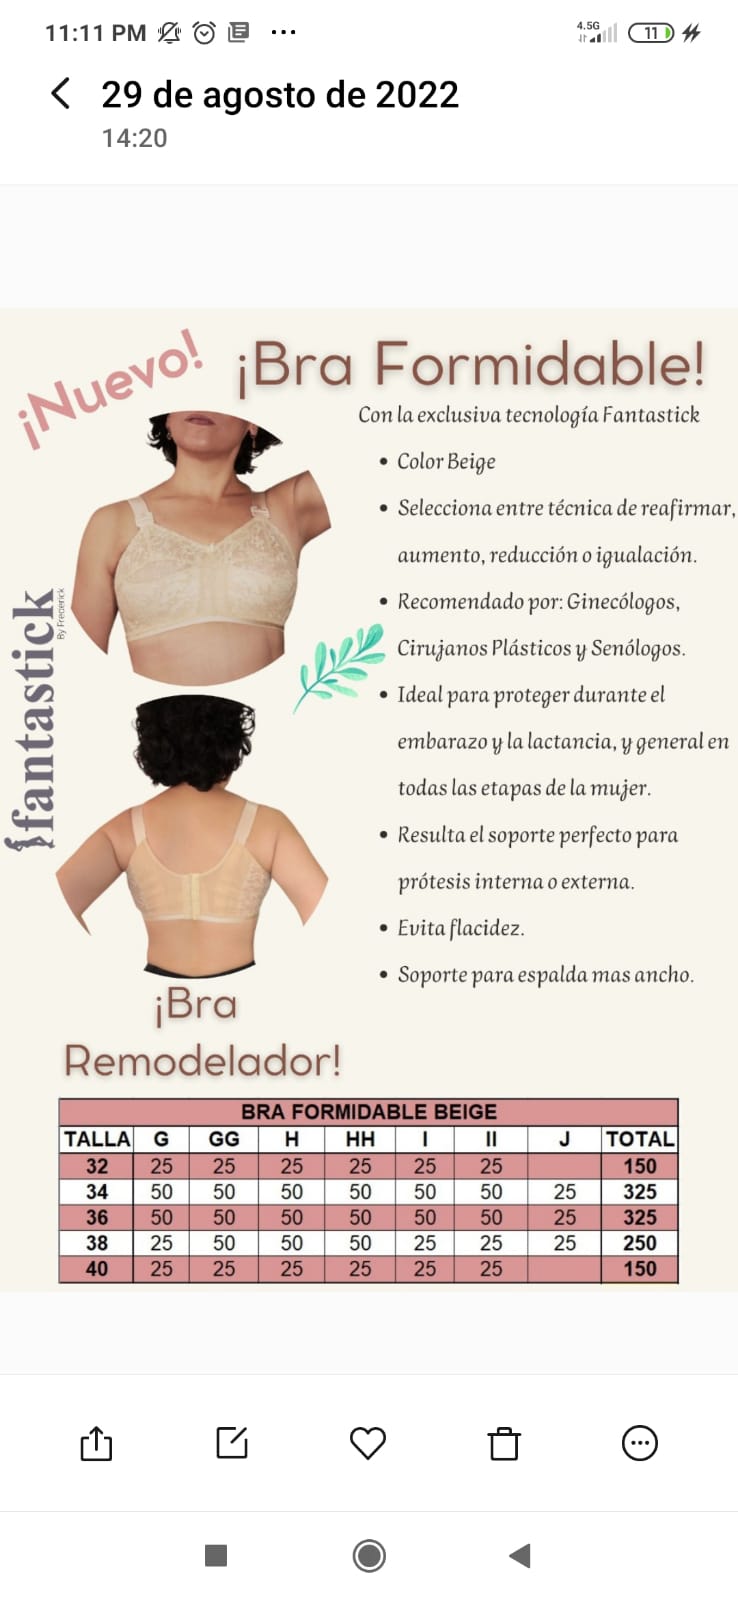 11:11 PM
4.5G
11
29 de agosto de 2022
14:20
¡Nuevo!
¡Bra Formidable!
Con la exclusiva tecnología Fantastick
• Color Beige
• Selecciona entre técnica de reafirmar,
aumento, reducción o igualación.
• Recomendado por: Ginecólogos,
Cirujanos Plásticos y Senólogos.
• Ideal para proteger durante el
embarazo y la lactancia, y general en
todas las etapas de la mujer.
• Resulta el soporte perfecto para
prótesis interna o externa.
• Evita flacidez.
• Soporte para espalda mas ancho.
fantastick
By Frederick
¡Bra
Remodelador!
BRA FORMIDABLE BEIGE
TALLA G GG H HH I II J TOTAL
32 25 25 25 25 25 25 150
34 50 50 50 50 50 50 25 325
36 50 50 50 50 50 50 25 325
38 25 50 50 50 25 25 25 250
40 25 25 25 25 25 25 150